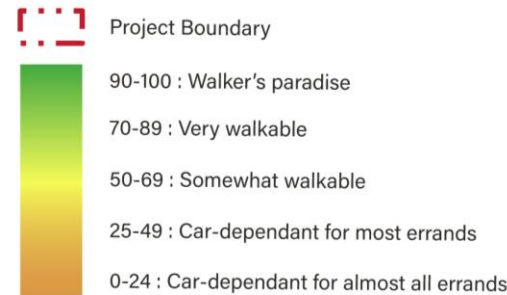 Project Boundary
90-100 : Walker's paradise
70-89 : Very walkable
50-69 : Somewhat walkable
25-49 : Car-dependant for most errands
0-24 : Car-dependant for almost all errands